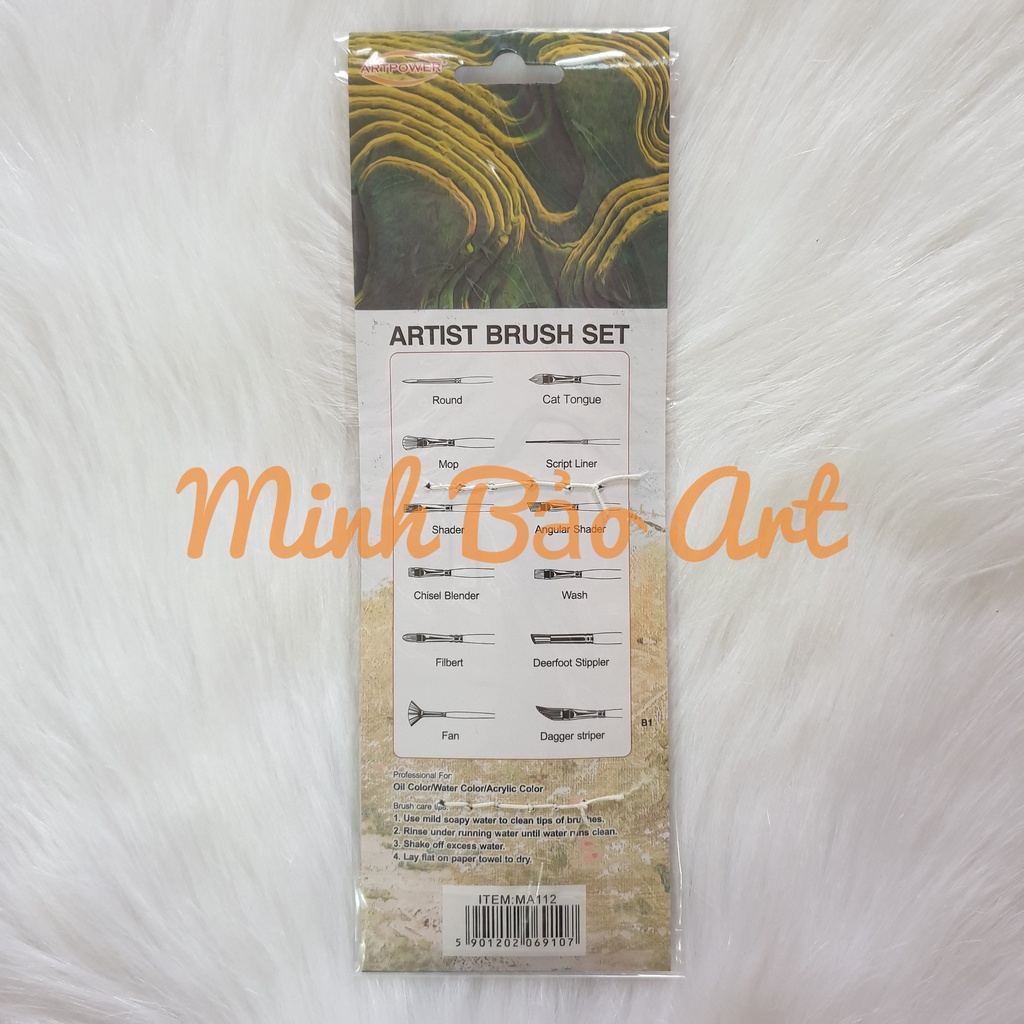 ARTPOWER
ARTIST BRUSH SET
Round
Cat Tongue
Mop
Script Liner
Minh Bảo Art
Shader
Angular Shader
Chisel Blender
Wash
Filbert
Deerfoot Stippler
Fan
Dagger striper
B1
Professional For:
Oil Color/Water Color/Acrylic Color
Brush care tips:
1. Use mild soapy water to clean tips of brushes.
2. Rinse under running water until water runs clean.
3. Shake off excess water.
4. Lay flat on paper towel to dry.
ITEM:MA112
5 901202 069107